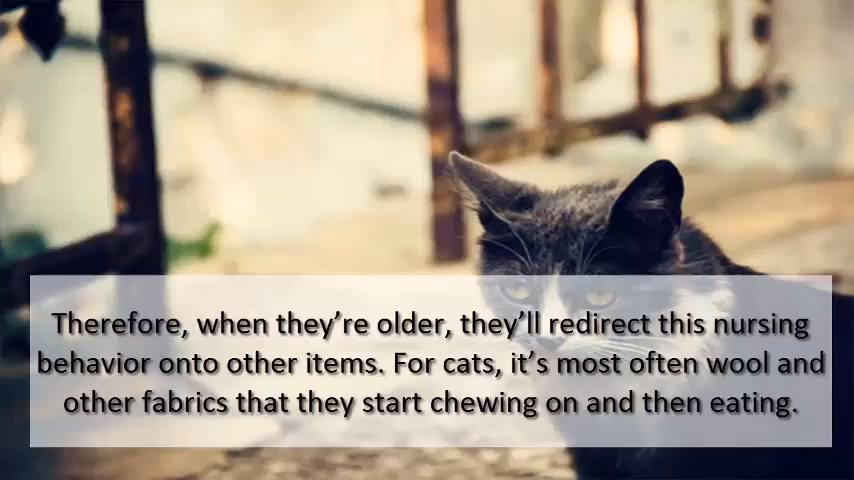 Therefore, when they’re older, they’ll redirect this nursing
behavior onto other items. For cats, it’s most often wool and
other fabrics that they start chewing on and then eating.